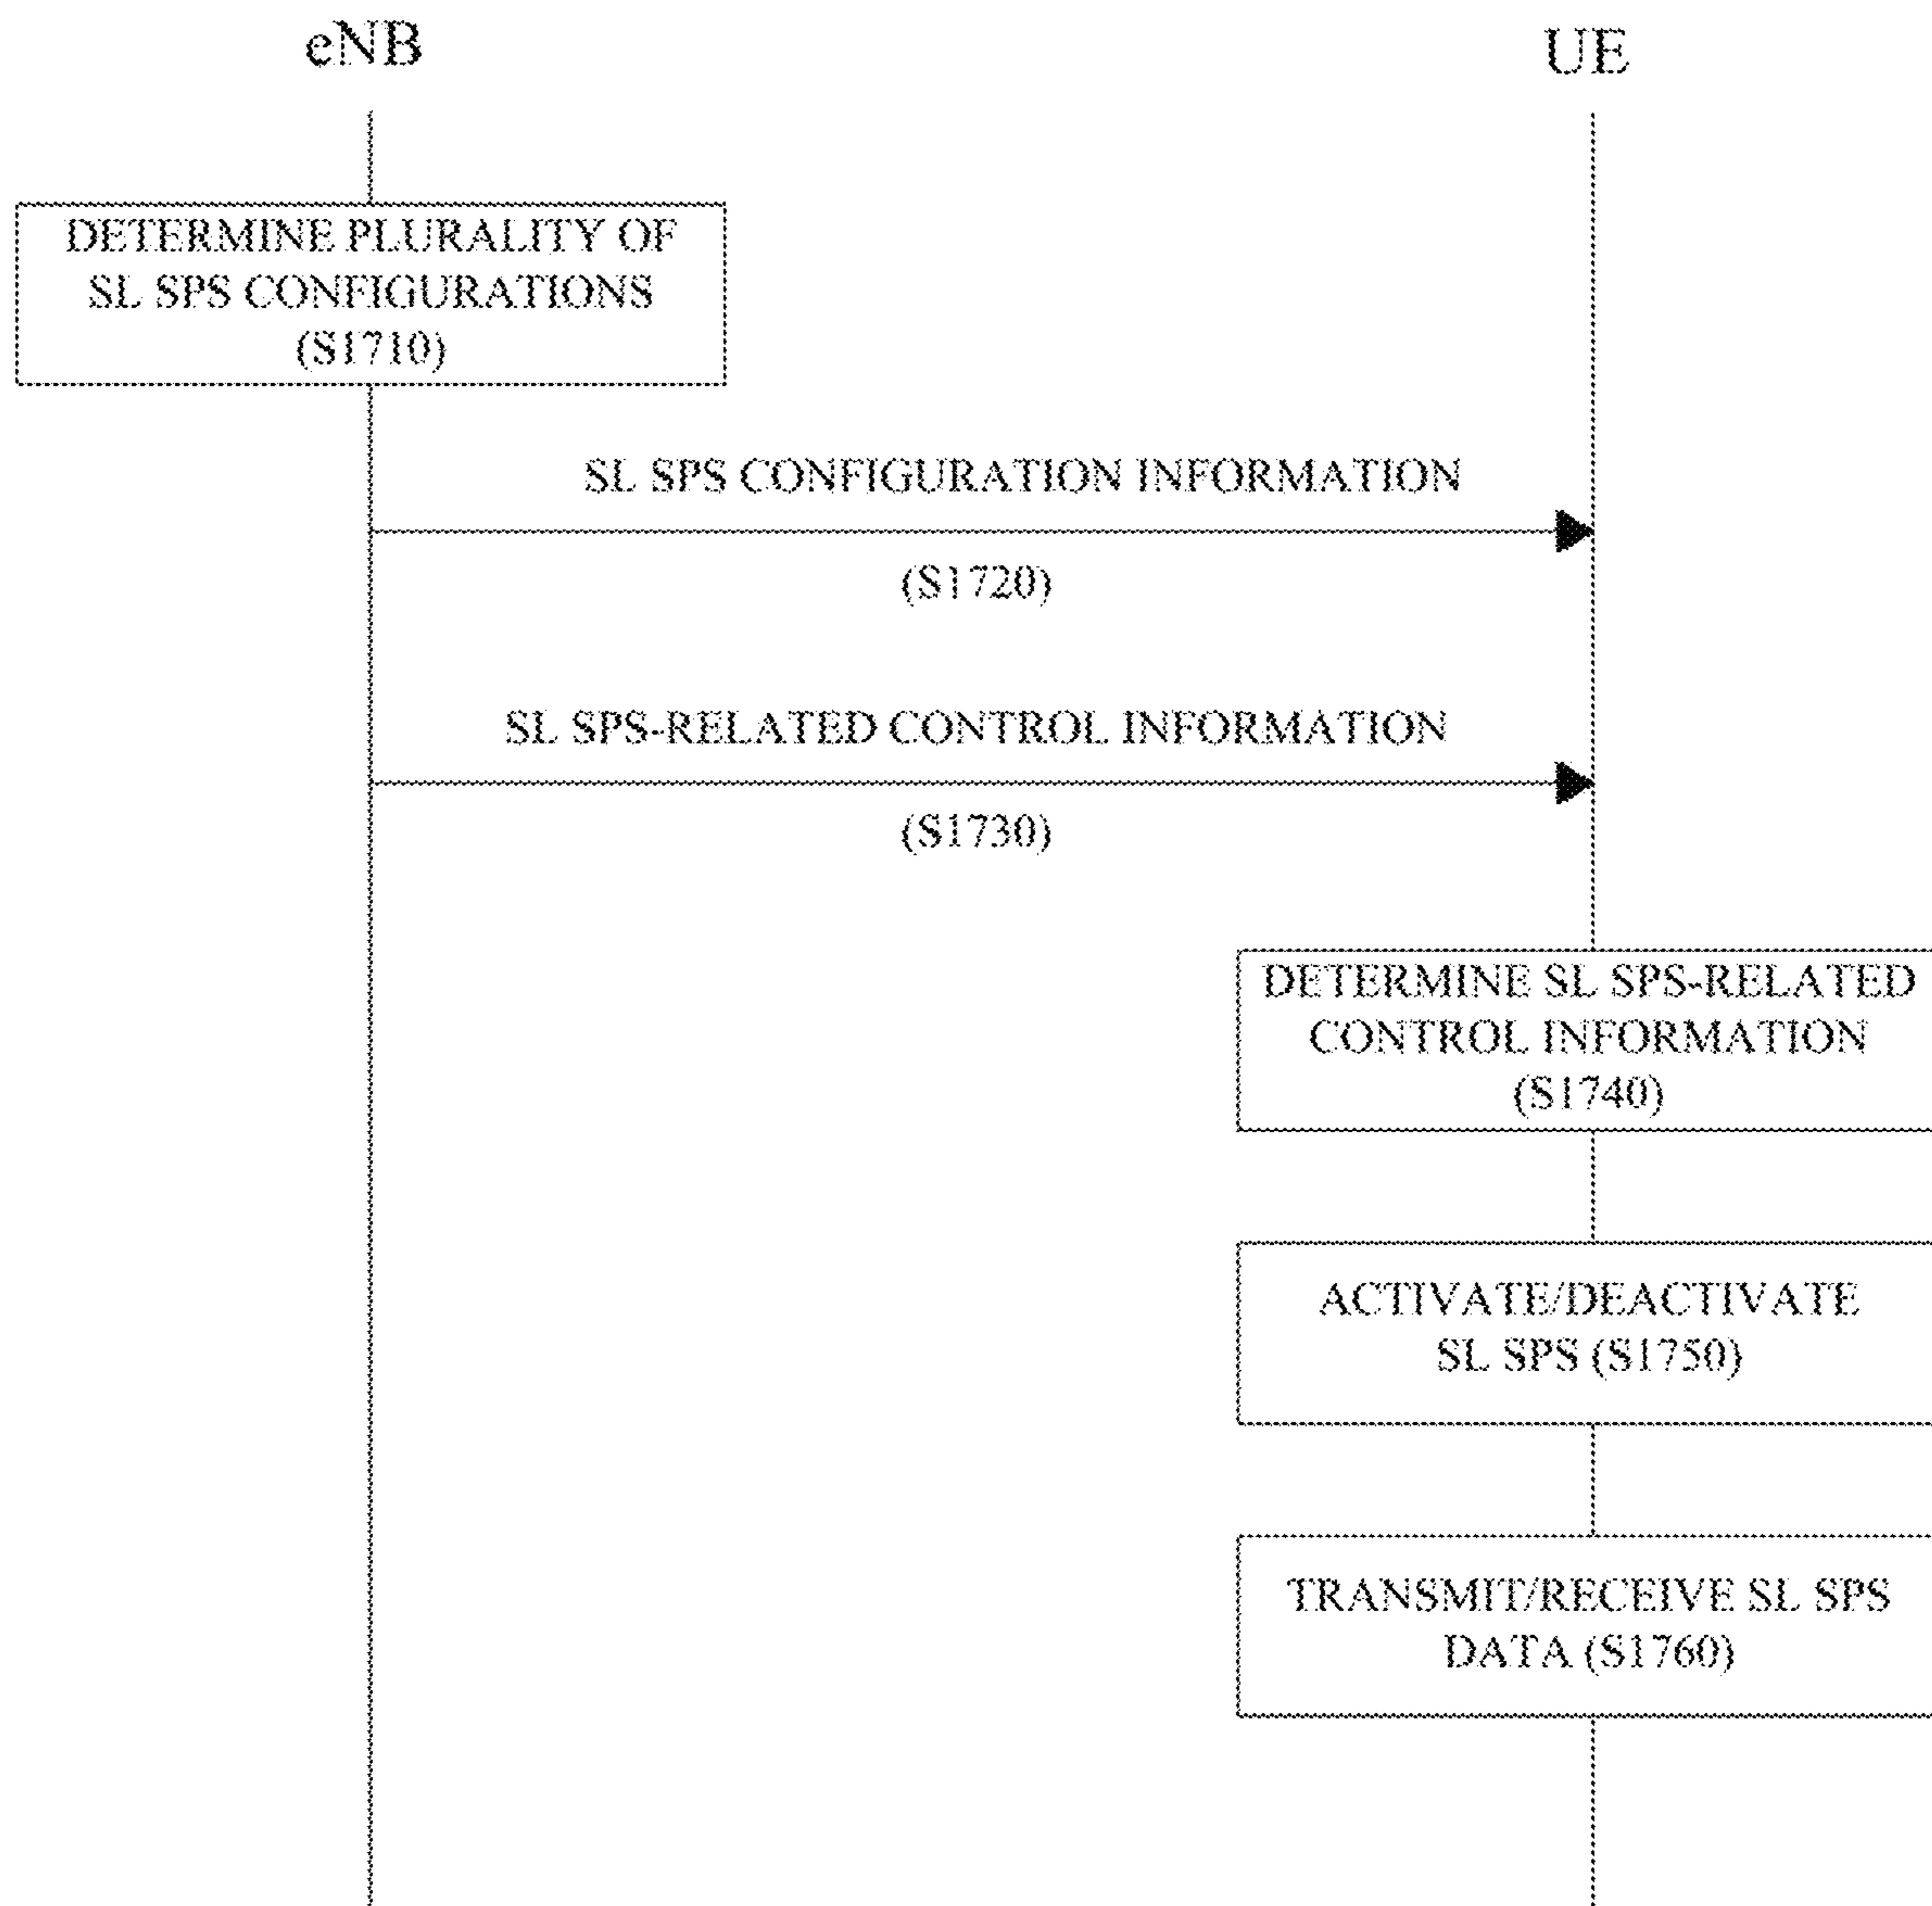 eNB
UE
DETERMINE PLURALITY OF
SL SPS CONFIGURATIONS
(S1710)
SL SPS CONFIGURATION INFORMATION
(S1720)
SL SPS-RELATED CONTROL INFORMATION
(S1730)
DETERMINE SL SPS-RELATED
CONTROL INFORMATION
(S1740)
ACTIVATE/DEACTIVATE
SL SPS (S1750)
TRANSMIT/RECEIVE SL SPS
DATA (S1760)